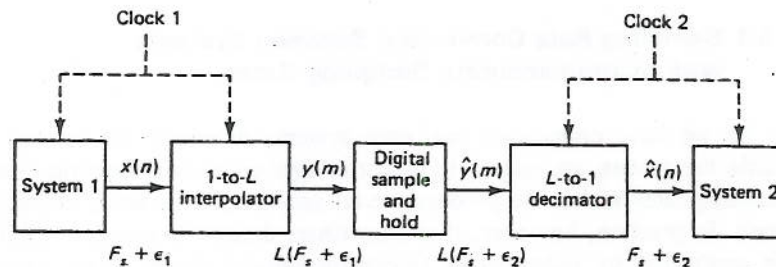 Clock 1
Clock 2
System 1
x(n)
1-to-L
interpolator
y(m)
Digital
sample
and
hold
ŷ(m)
L-to-1
decimator
x̂(n)
System 2
F_s + ϵ_1
L(F_s + ϵ_1)
L(F_s + ϵ_2)
F_s + ϵ_2